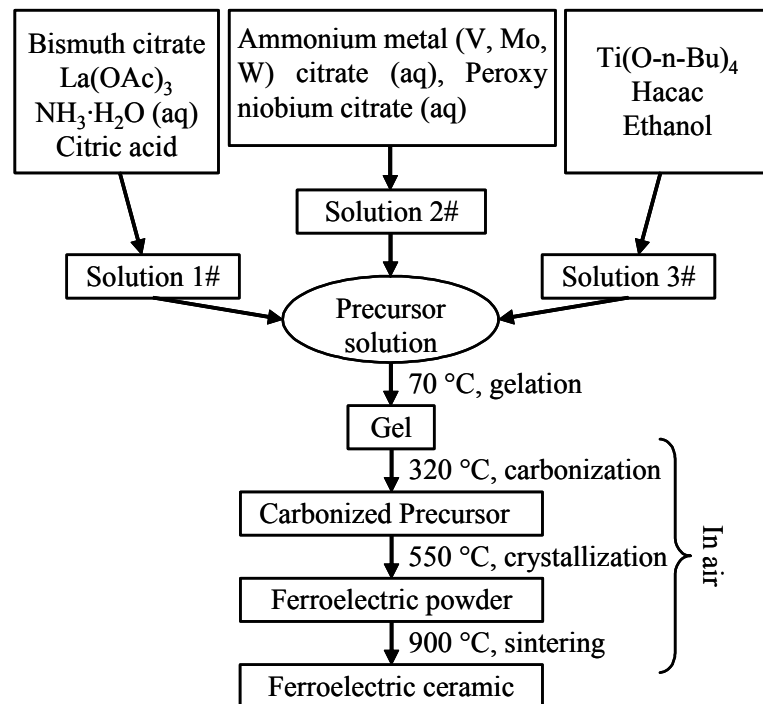 Bismuth citrate
La(OAc)₃
NH₃·H₂O (aq)
Citric acid
Ammonium metal (V, Mo,
W) citrate (aq), Peroxy
niobium citrate (aq)
Ti(O-n-Bu)₄
Hacac
Ethanol
Solution 2#
Solution 1#
Solution 3#
Precursor
solution
70 °C, gelation
Gel
320 °C, carbonization
Carbonized Precursor
550 °C, crystallization
Ferroelectric powder
900 °C, sintering
Ferroelectric ceramic
In air